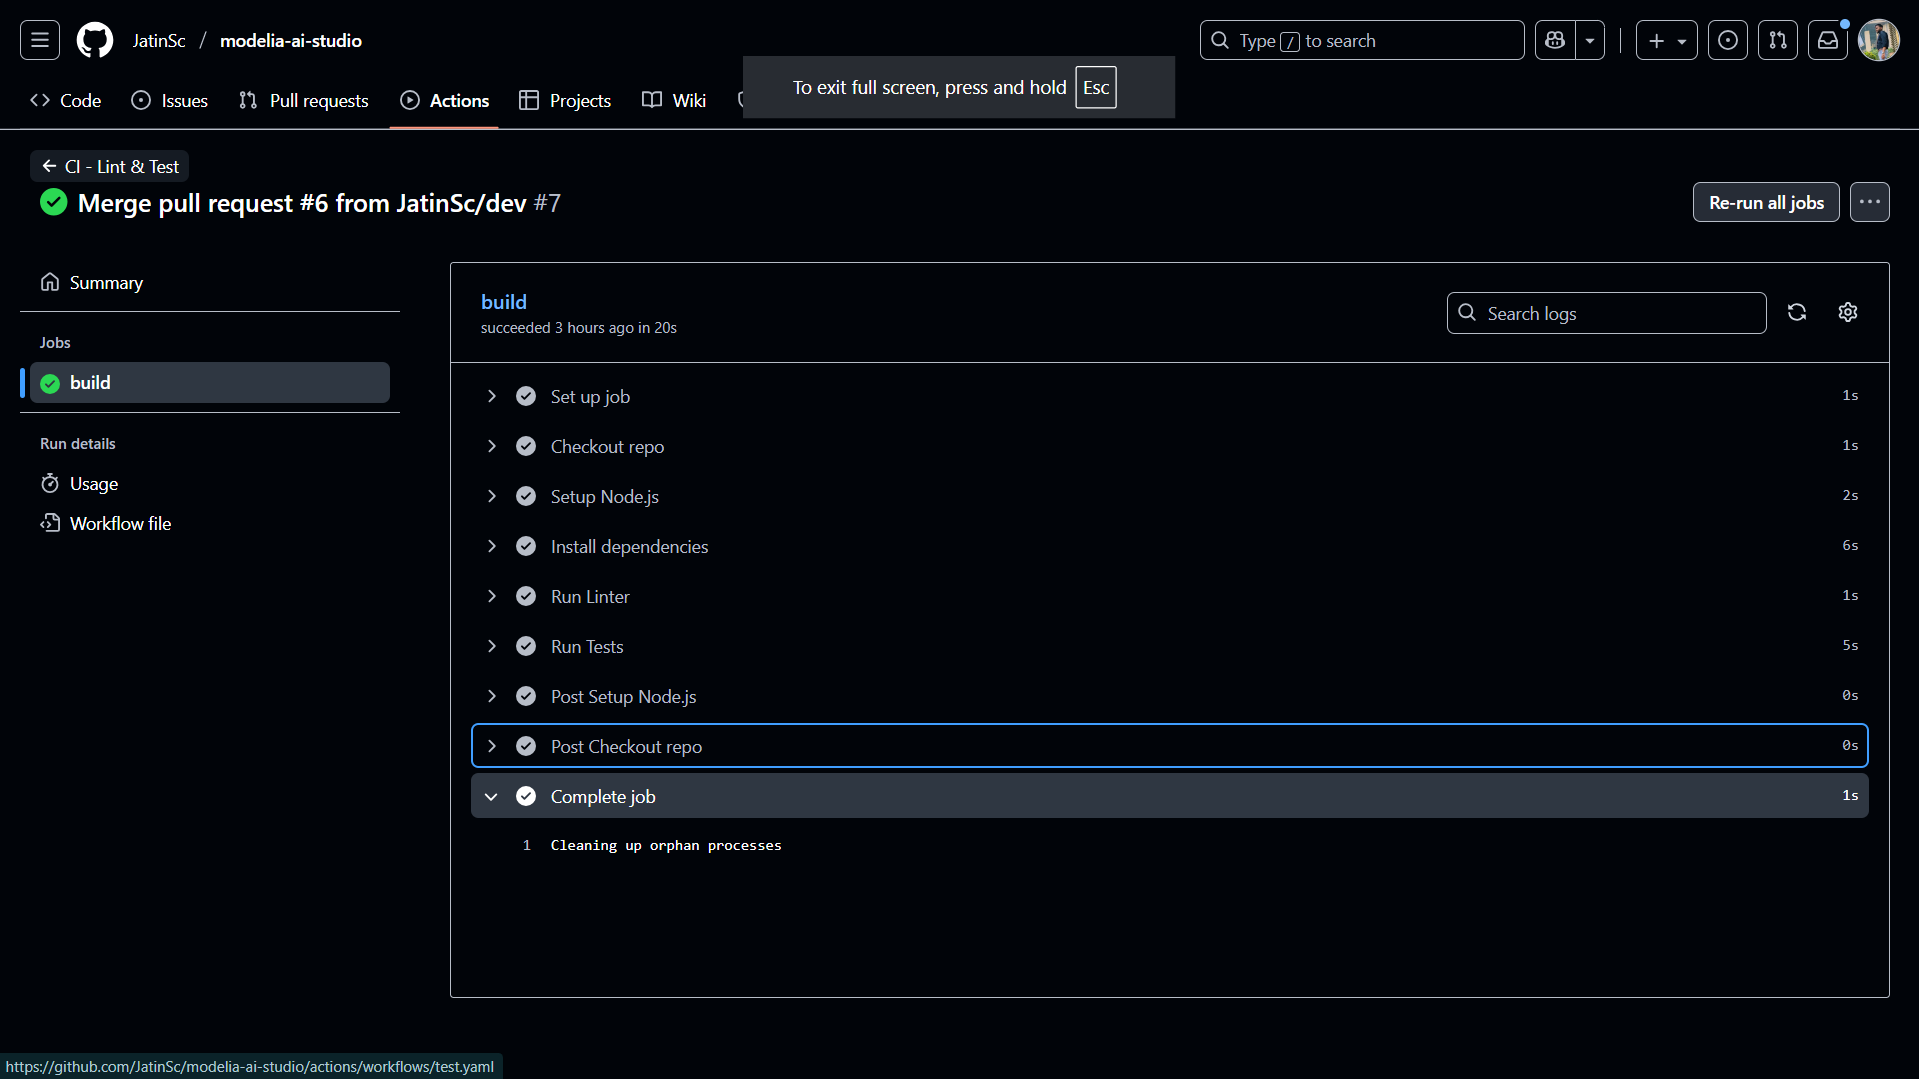 JatinSc / modelia-ai-studio
Type / to search
To exit full screen, press and hold Esc
Code Issues Pull requests Actions Projects Wiki
CI - Lint & Test
Merge pull request #6 from JatinSc/dev #7
Re-run all jobs
Summary
Jobs
build
Run details
Usage
Workflow file
build
succeeded 3 hours ago in 20s
Search logs
Set up job 1s
Checkout repo 1s
Setup Node.js 2s
Install dependencies 6s
Run Linter 1s
Run Tests 5s
Post Setup Node.js 0s
Post Checkout repo 0s
Complete job 1s
1 Cleaning up orphan processes
https://github.com/JatinSc/modelia-ai-studio/actions/workflows/test.yaml